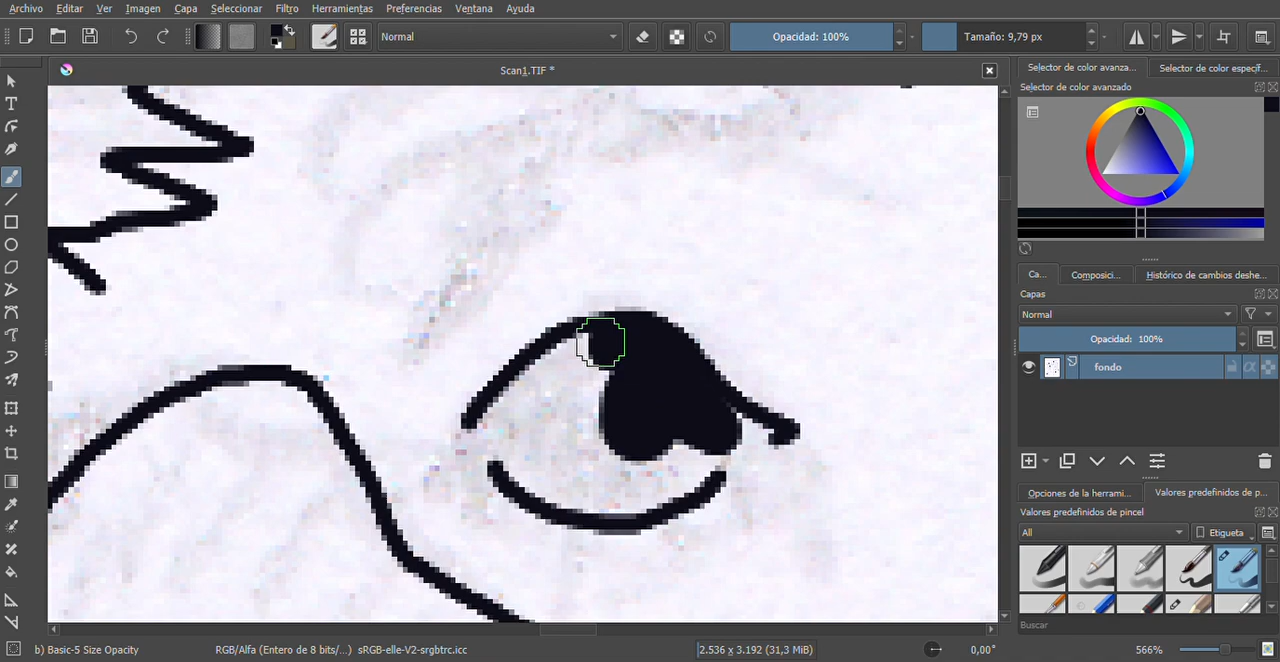 Archivo Editar Ver Imagen Capa Seleccionar Filtro Herramientas Preferencias Ventana Ayuda
Normal Opacidad: 100% Tamaño: 9,79 px
Scan1.TIF *
Selector de color avanza... Selector de color específ...
Selector de color avanzado
Ca... Composici... Histórico de cambios deshe...
Capas
Normal
Opacidad: 100%
fondo
Opciones de la herrami... Valores predefinidos de p...
Valores predefinidos de pincel
All Etiqueta
Buscar
b) Basic-5 Size Opacity RGB/Alfa (Entero de 8 bits/...) sRGB-elle-V2-srgbtrc.icc 2.536 x 3.192 (31,3 MiB) 0,00° 566%